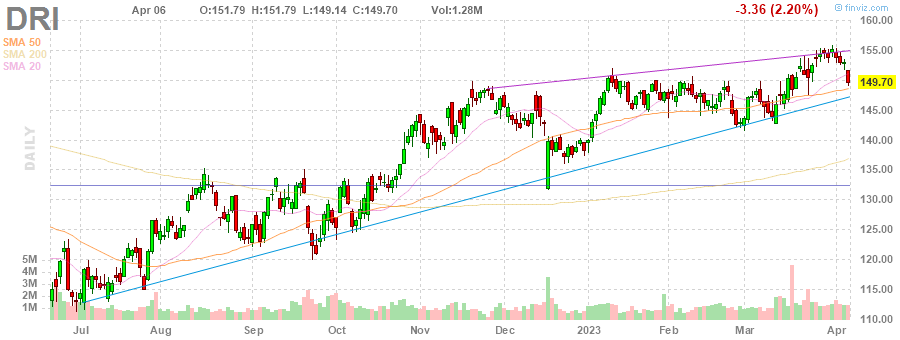 DRI Apr 06 O:151.79 H:151.79 L:149.14 C:149.70 Vol:1.28M -3.36 (2.20%) @ finviz.com
SMA 50
SMA 200
SMA 20
DAILY
160.00
155.00
149.70
145.00
140.00
135.00
130.00
125.00
120.00
115.00
110.00
5M
4M
3M
2M
1M
Jul Aug Sep Oct Nov Dec 2023 Feb Mar Apr